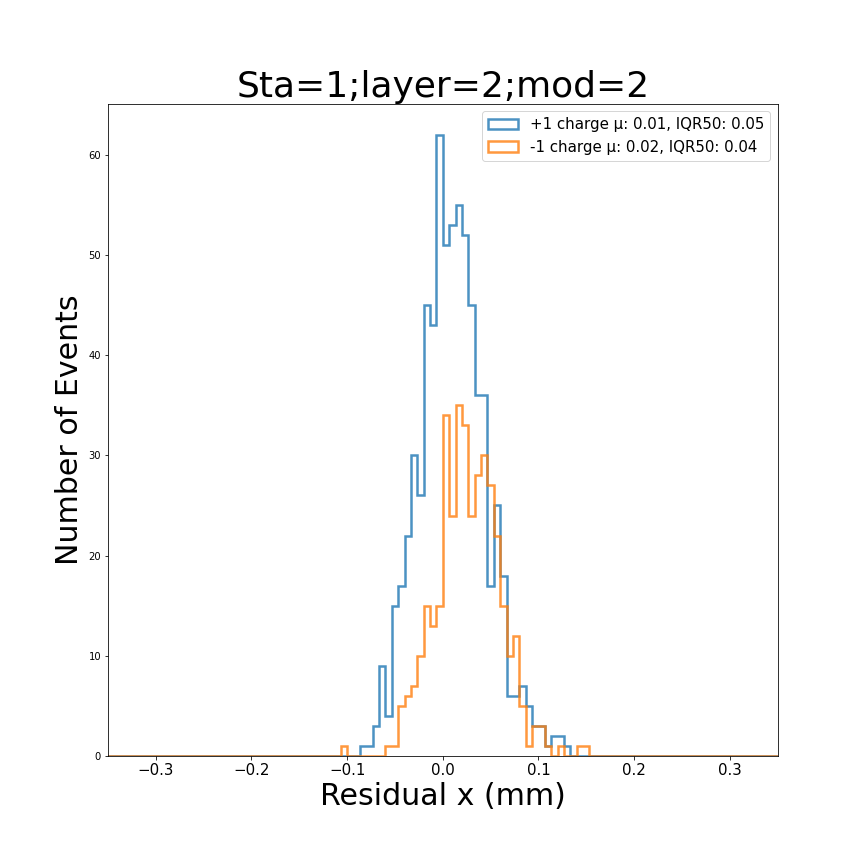 Sta=1;layer=2;mod=2
+1 charge μ: 0.01, IQR50: 0.05
-1 charge μ: 0.02, IQR50: 0.04
Number of Events
60
50
40
30
20
10
0
−0.3 −0.2 −0.1 0.0 0.1 0.2 0.3
Residual x (mm)